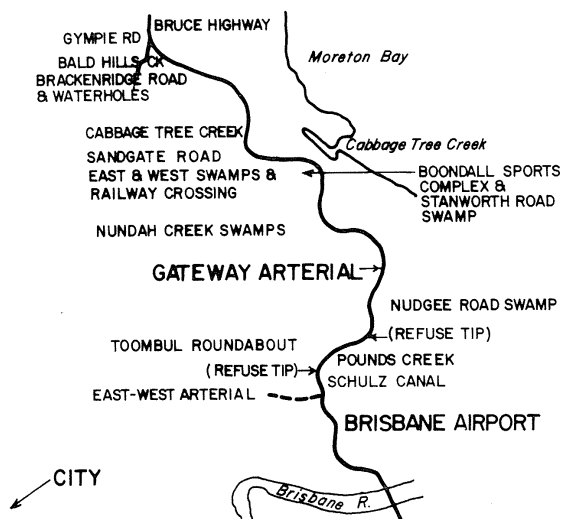 BRUCE HIGHWAY
GYMPIE RD
Moreton Bay
BALD HILLS CK
BRACKENRIDGE ROAD
& WATERHOLES
CABBAGE TREE CREEK
Cabbage Tree Creek
SANDGATE ROAD
EAST & WEST SWAMPS &
RAILWAY CROSSING
BOONDALL SPORTS
COMPLEX &
STANWORTH ROAD
SWAMP
NUNDAH CREEK SWAMPS
GATEWAY ARTERIAL
NUDGEE ROAD SWAMP
(REFUSE TIP)
TOOMBUL ROUNDABOUT
POUNDS CREEK
(REFUSE TIP)
SCHULZ CANAL
EAST-WEST ARTERIAL
BRISBANE AIRPORT
CITY
Brisbane R.